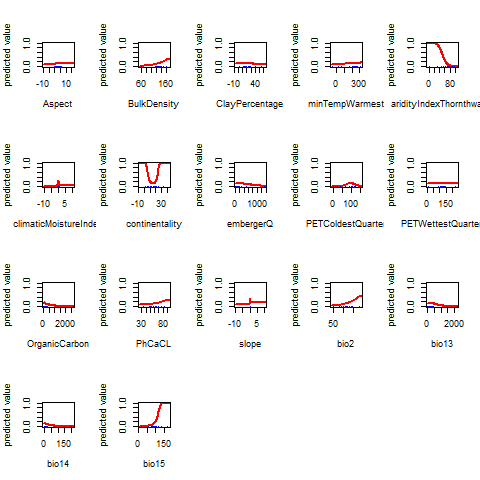 predicted value
0.0 1.0
-10 10
Aspect
predicted value
0.0 1.0
60 160
BulkDensity
predicted value
0.0 1.0
-10 40
ClayPercentage
predicted value
0.0 1.0
0 300
minTempWarmest
predicted value
0.0 1.0
0 80
aridityIndexThornthwa
predicted value
0.0 1.0
-10 5
climaticMoistureInde
predicted value
0.0 1.0
-10 30
continentality
predicted value
0.0 1.0
0 1000
embergerQ
predicted value
0.0 1.0
0 100
PETColdestQuarte
predicted value
0.0 1.0
0 150
PETWettestQuarte
predicted value
0.0 1.0
0 2000
OrganicCarbon
predicted value
0.0 1.0
30 80
PhCaCL
predicted value
0.0 1.0
-10 5
slope
predicted value
0.0 1.0
50
bio2
predicted value
0.0 1.0
0 2000
bio13
predicted value
0.0 1.0
0 150
bio14
predicted value
0.0 1.0
0 150
bio15